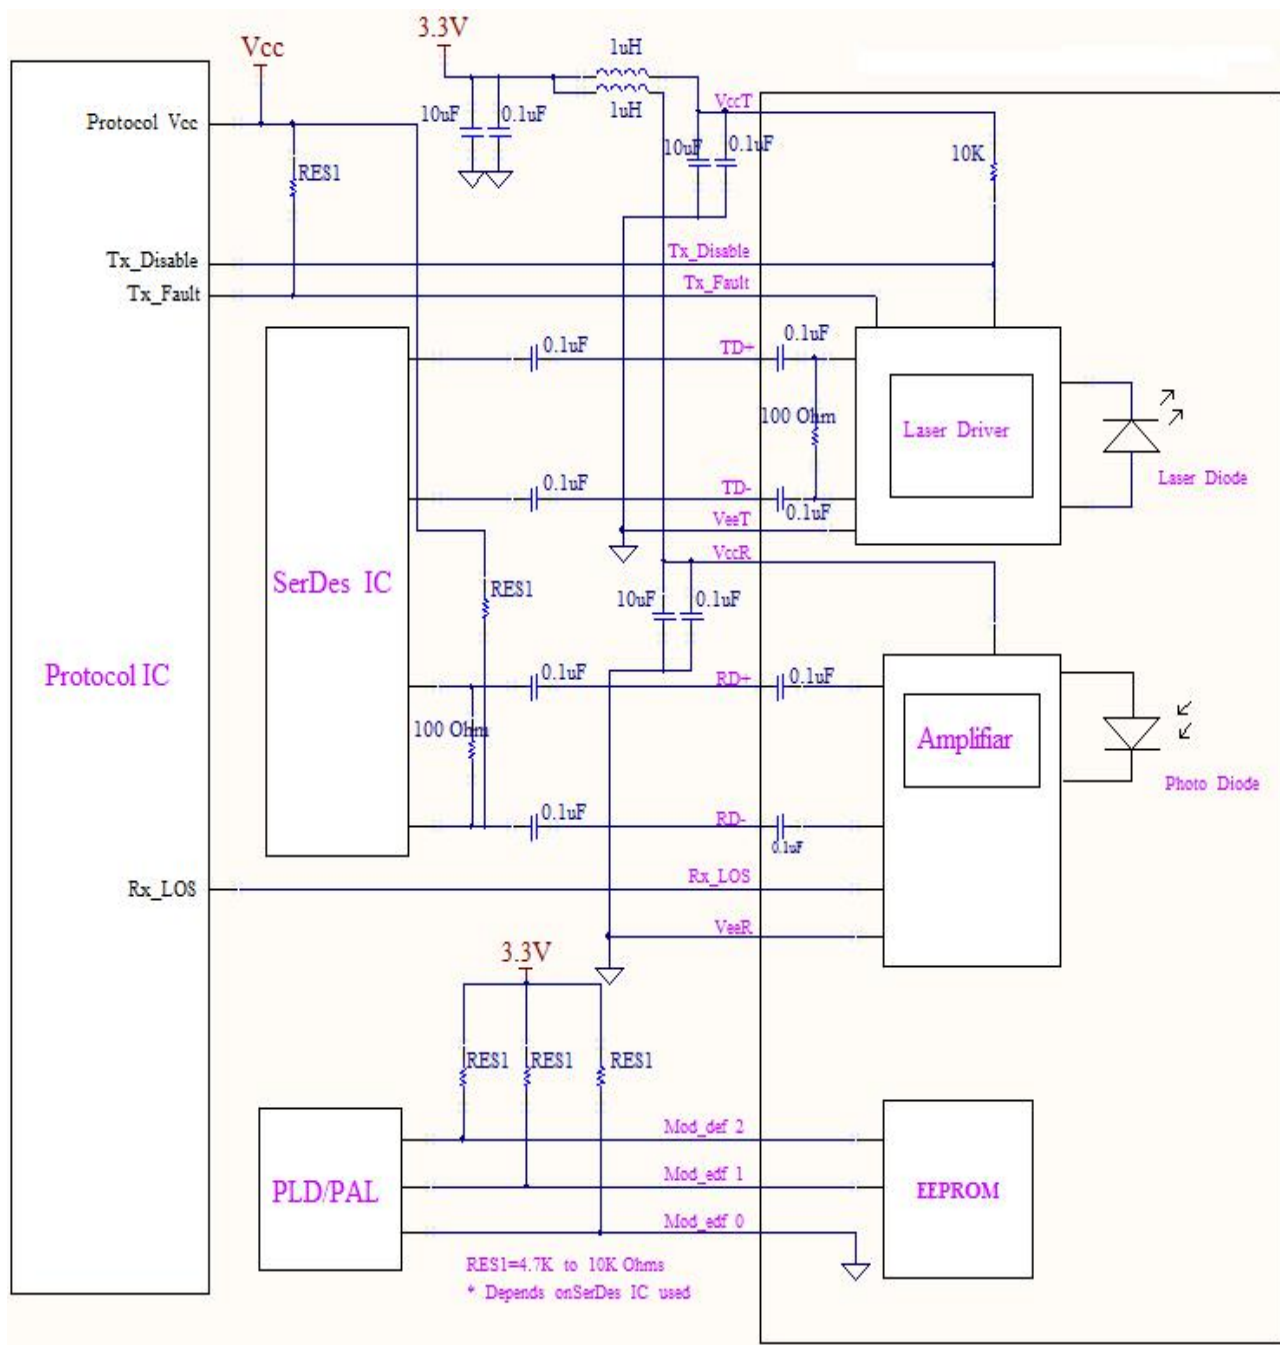 3.3V
Vcc
1uH
1uH
VccT
Protocol Vcc
10uF
0.1uF
10uF
0.1uF
10K
RES1
Tx_Disable
Tx_Disable
Tx_Fault
Tx_Fault
0.1uF
0.1uF
TD+
100 Ohm
Laser Driver
Laser Diode
0.1uF
TD-
0.1uF
VeeT
VccR
SerDes IC
RES1
10uF
0.1uF
Protocol IC
0.1uF
RD+
0.1uF
100 Ohm
Amplifiar
Photo Diode
0.1uF
RD-
0.1uF
Rx_LOS
Rx_LOS
VeeR
3.3V
RES1
RES1
RES1
Mod_def 2
PLD/PAL
Mod_edf 1
EEPROM
Mod_edf 0
RES1=4.7K to 10K Ohms
* Depends onSerDes IC used